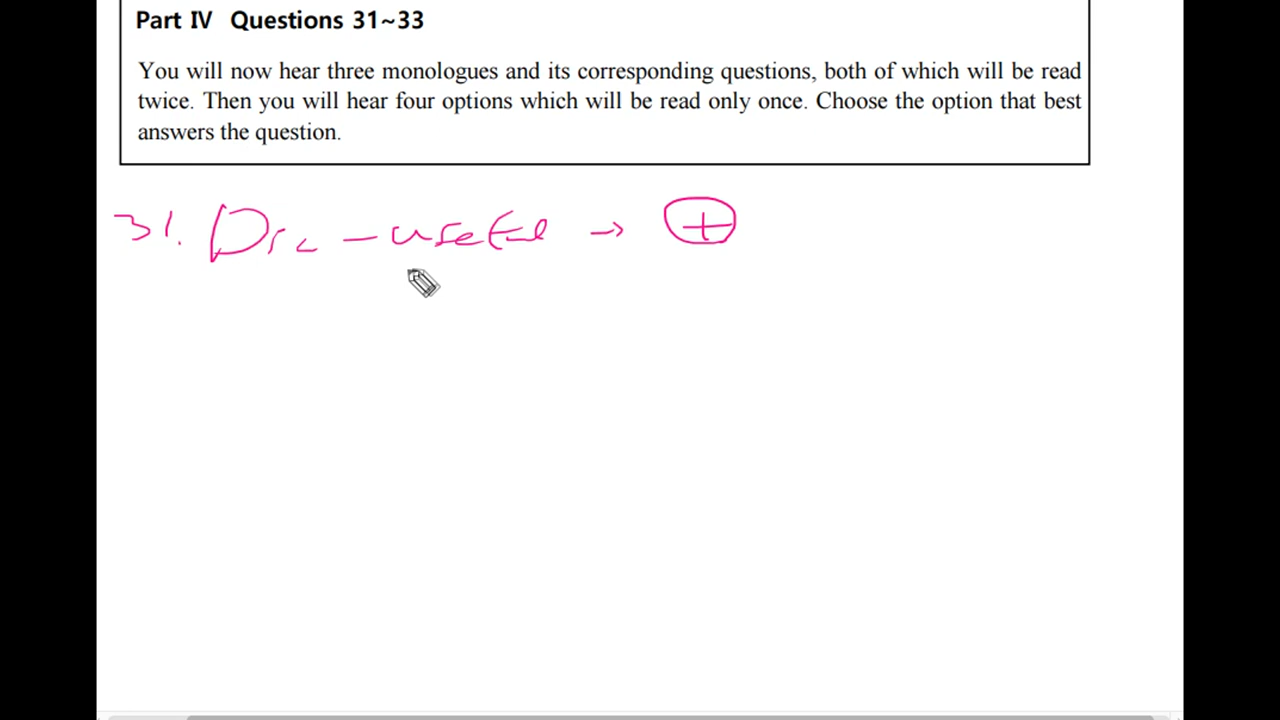 Part IV Questions 31~33
You will now hear three monologues and its corresponding questions, both of which will be read
twice. Then you will hear four options which will be read only once. Choose the option that best
answers the question.
31. - useful → +